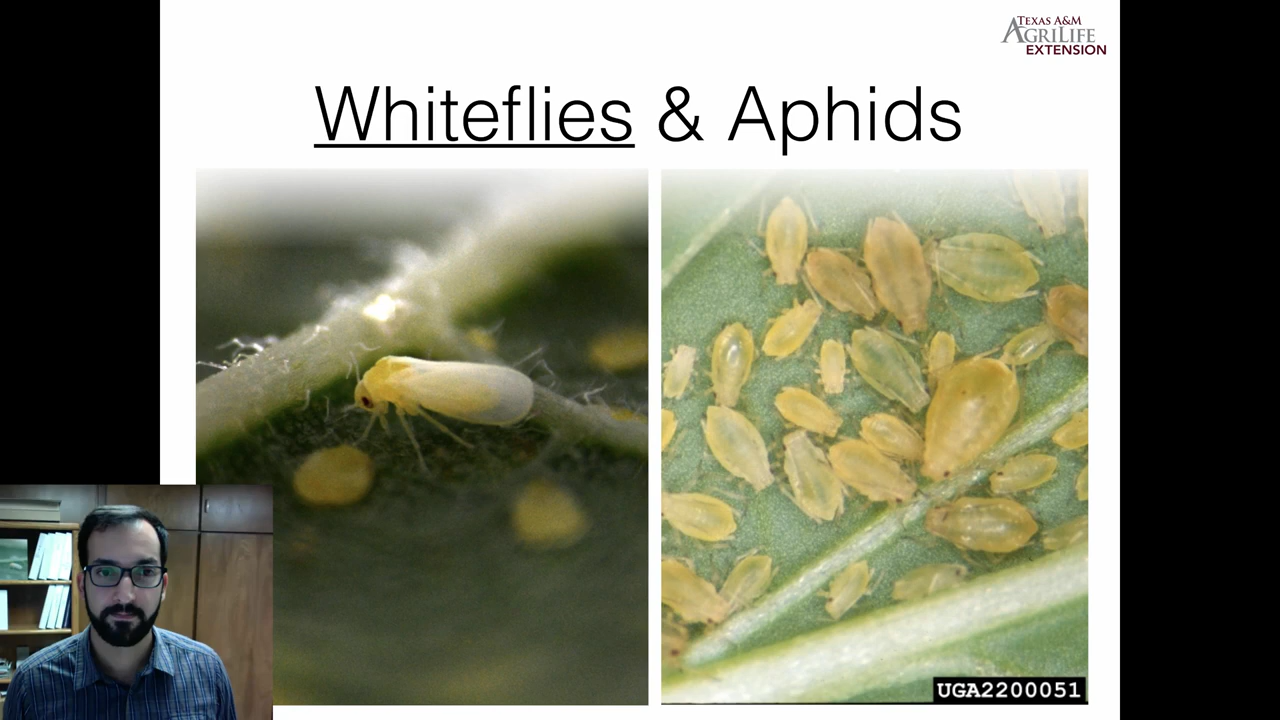 TEXAS A&M
AGRILIFE
EXTENSION
Whiteflies & Aphids
UGA2200051